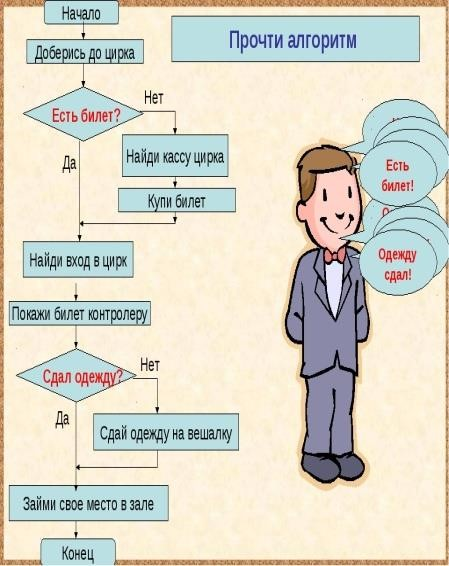 Начало
Прочти алгоритм
Доберись до цирка
Есть билет?
Нет
Да
Найди кассу цирка
Купи билет
Есть
билет!
Найди вход в цирк
Одежду
сдал!
Покажи билет контролеру
Сдал одежду?
Нет
Да
Сдай одежду на вешалку
Займи свое место в зале
Конец